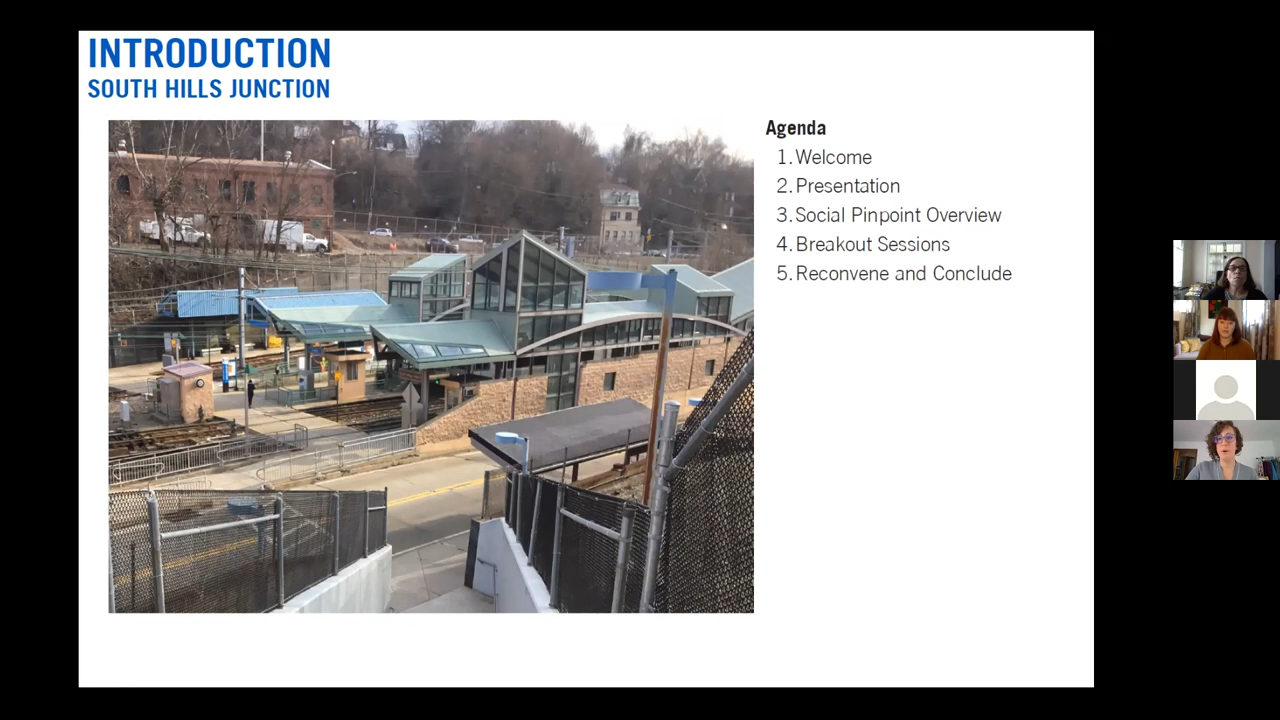 INTRODUCTION
SOUTH HILLS JUNCTION
Agenda
1. Welcome
2. Presentation
3. Social Pinpoint Overview
4. Breakout Sessions
5. Reconvene and Conclude